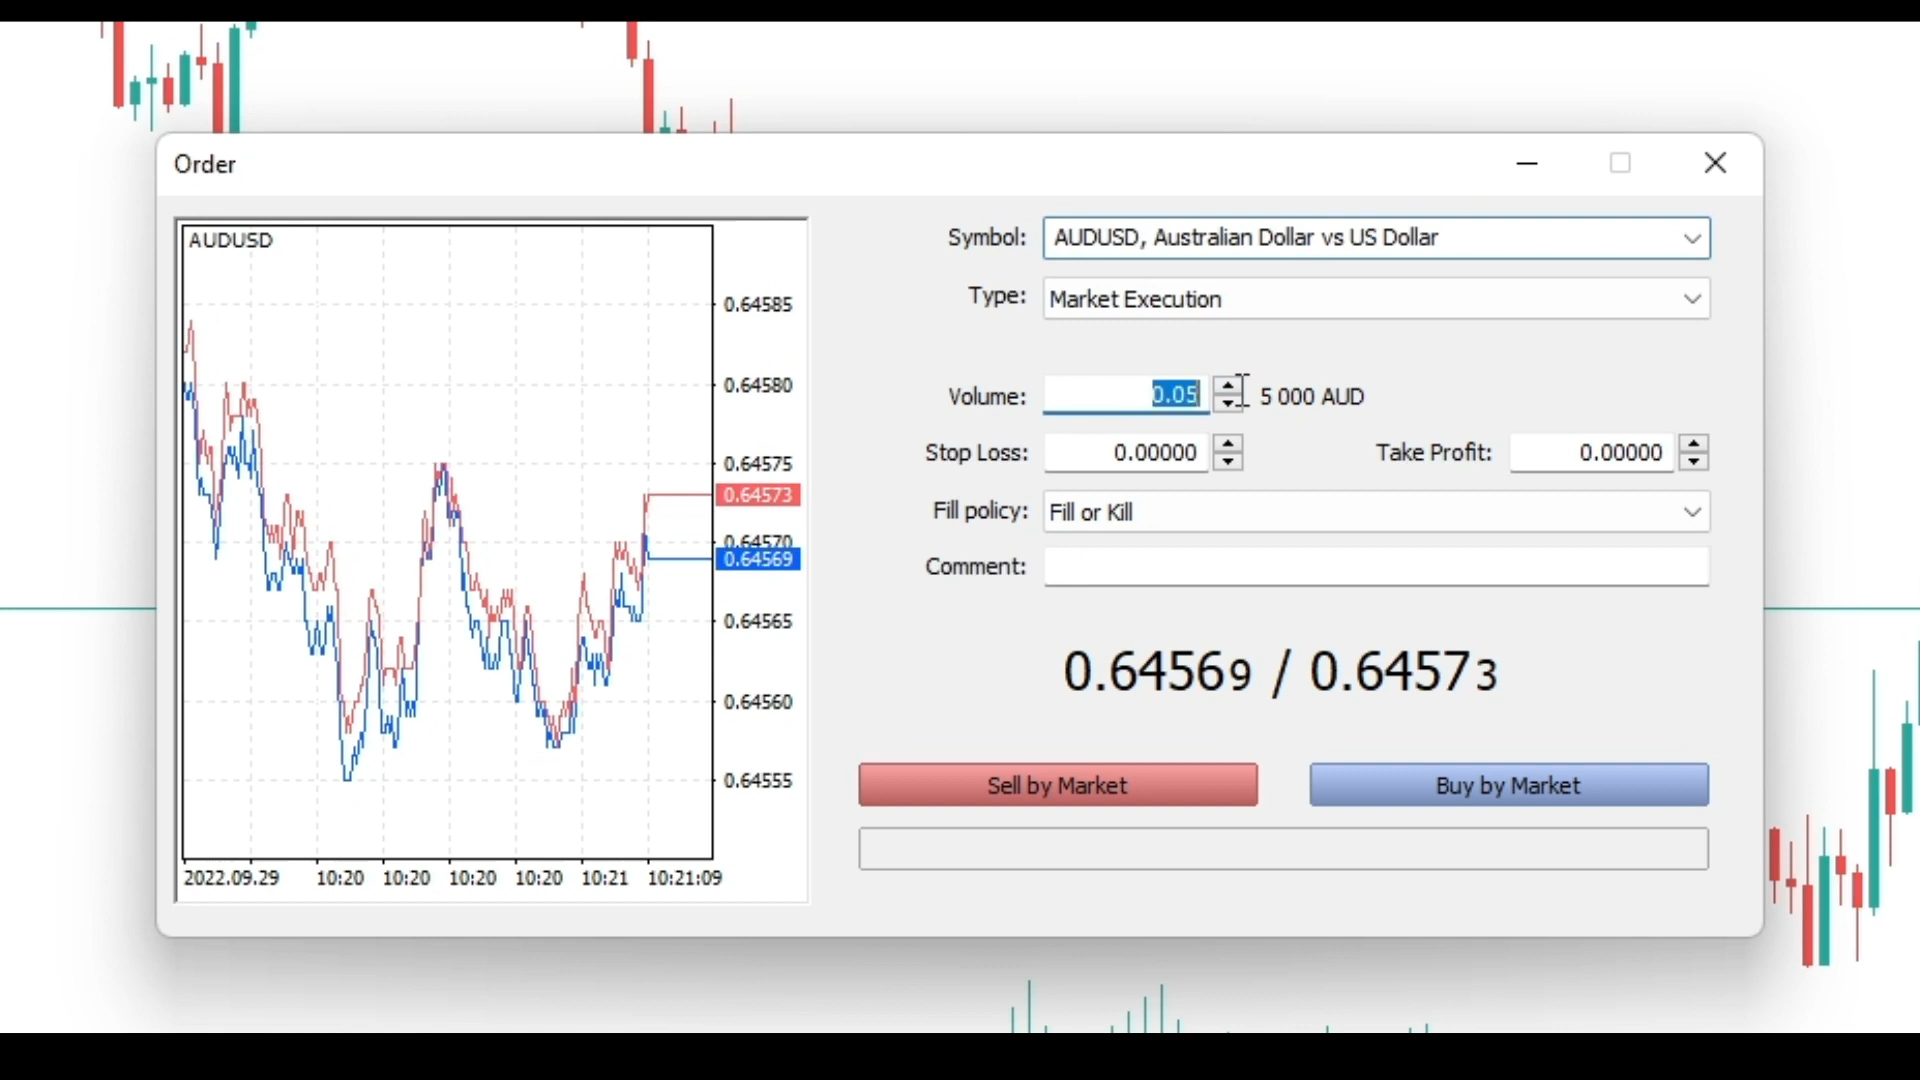 Order
AUDUSD
0.64585
0.64580
0.64575
0.64573
0.64570
0.64569
0.64565
0.64560
0.64555
2022.09.29 10:20 10:20 10:20 10:20 10:21 10:21:09
Symbol: AUDUSD, Australian Dollar vs US Dollar
Type: Market Execution
Volume: 0.05 5 000 AUD
Stop Loss: 0.00000 Take Profit: 0.00000
Fill policy: Fill or Kill
Comment:
0.64569 / 0.64573
Sell by Market Buy by Market